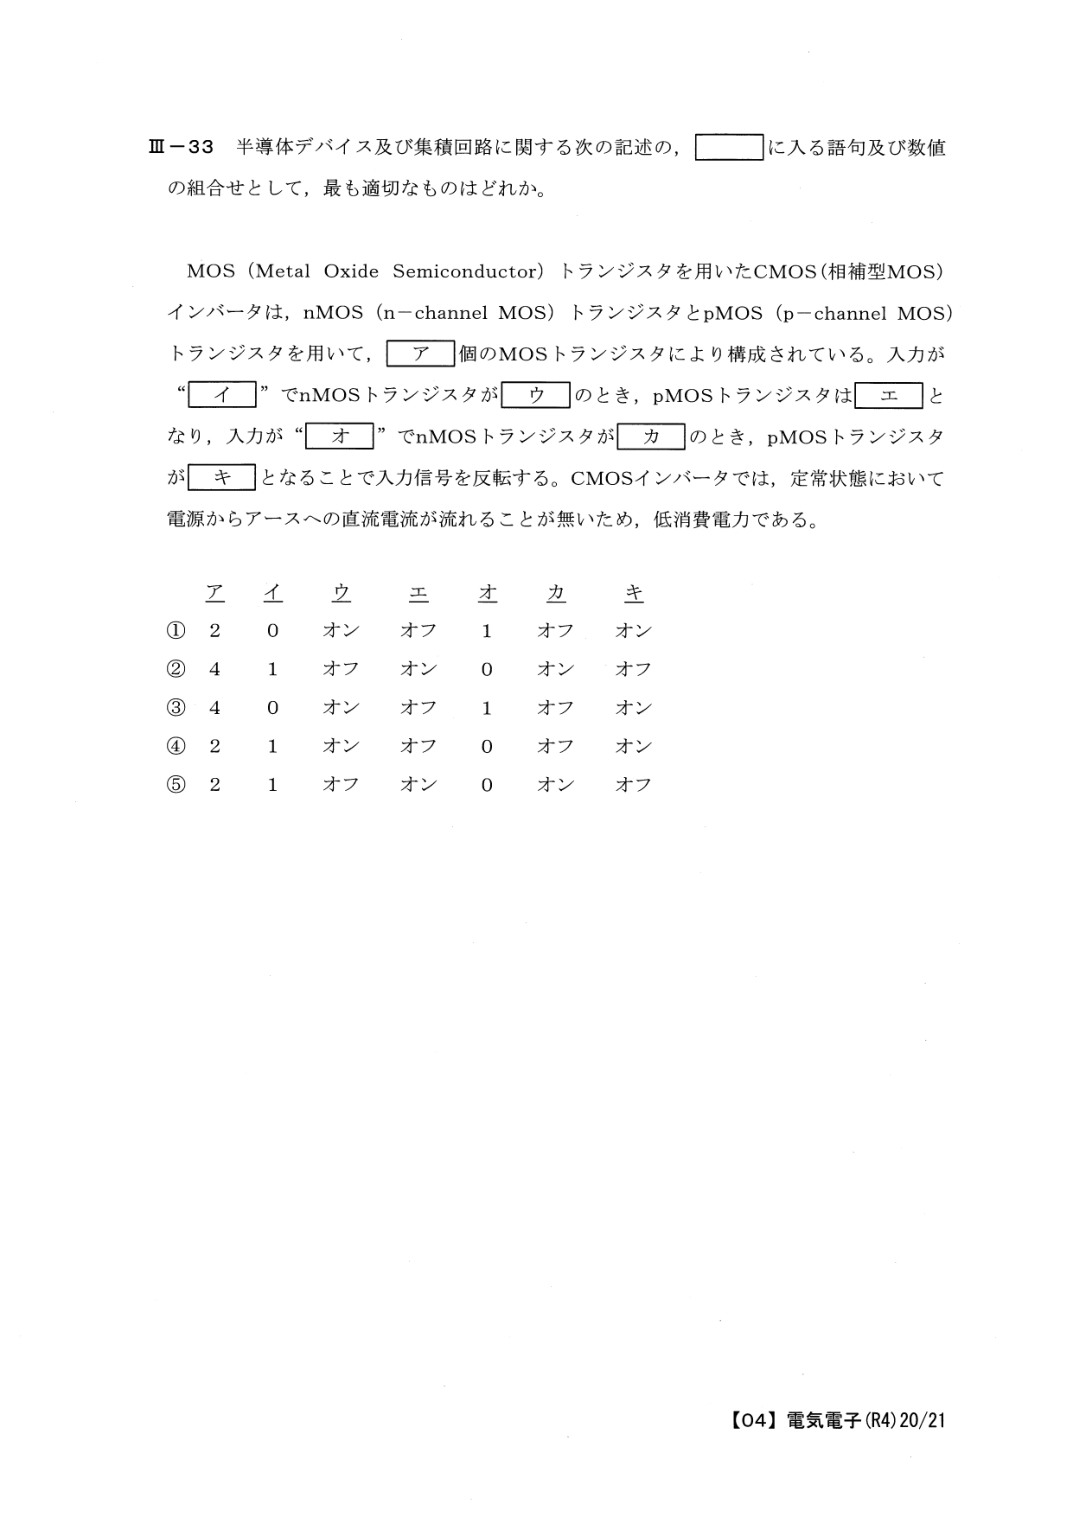 Ⅲ－33　半導体デバイス及び集積回路に関する次の記述の，　　　　に入る語句及び数値
の組合せとして，最も適切なものはどれか。
MOS（Metal Oxide Semiconductor）トランジスタを用いたCMOS（相補型MOS）
インバータは，nMOS（n－channel MOS）トランジスタとpMOS（p－channel MOS）
トランジスタを用いて，ア個のMOSトランジスタにより構成されている。入力が
“イ”でnMOSトランジスタがウのとき，pMOSトランジスタはエと
なり，入力が“オ”でnMOSトランジスタがカのとき，pMOSトランジスタ
がキとなることで入力信号を反転する。CMOSインバータでは，定常状態において
電源からアースへの直流電流が流れることが無いため，低消費電力である。
ア　イ　ウ　エ　オ　カ　キ
①　2　0　オン　オフ　1　オフ　オン
②　4　1　オフ　オン　0　オン　オフ
③　4　0　オン　オフ　1　オフ　オン
④　2　1　オン　オフ　0　オフ　オン
⑤　2　1　オフ　オン　0　オン　オフ
【04】電気電子(R4)20/21